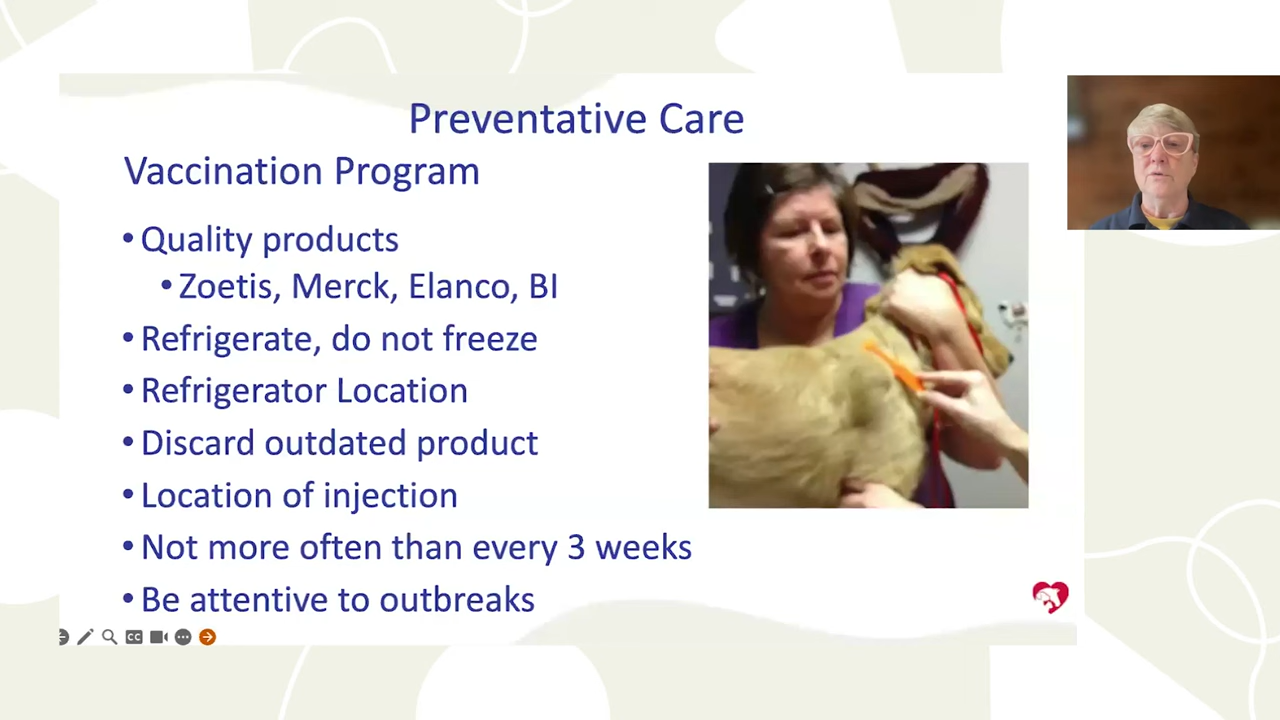 Preventative Care
Vaccination Program
• Quality products
• Zoetis, Merck, Elanco, BI
• Refrigerate, do not freeze
• Refrigerator Location
• Discard outdated product
• Location of injection
• Not more often than every 3 weeks
• Be attentive to outbreaks
CC